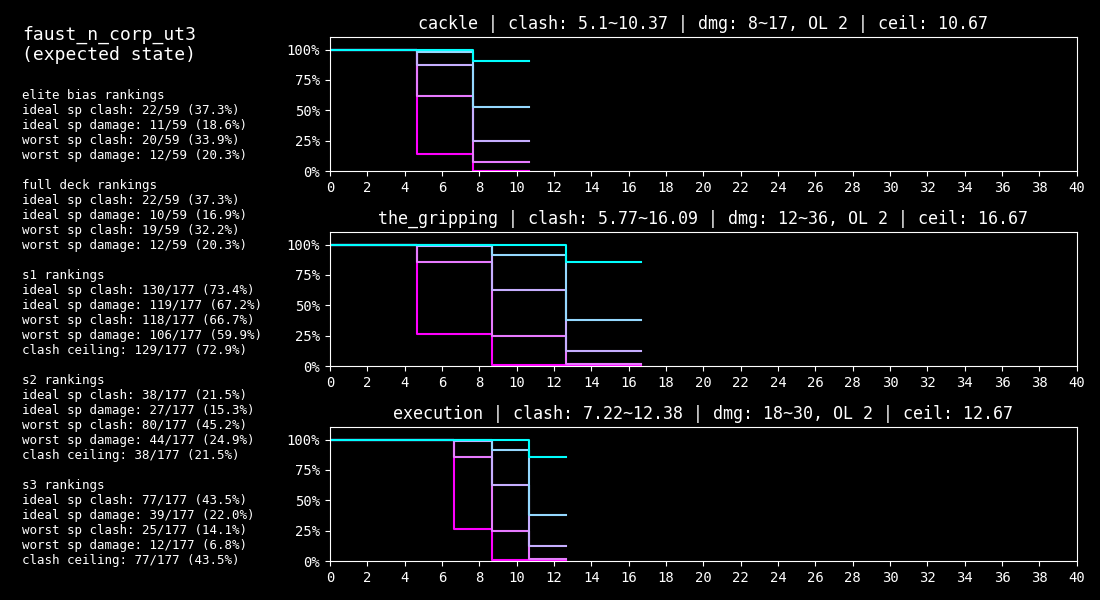 faust_n_corp_ut3
(expected state)
elite bias rankings
ideal sp clash: 22/59 (37.3%)
ideal sp damage: 11/59 (18.6%)
worst sp clash: 20/59 (33.9%)
worst sp damage: 12/59 (20.3%)
full deck rankings
ideal sp clash: 22/59 (37.3%)
ideal sp damage: 10/59 (16.9%)
worst sp clash: 19/59 (32.2%)
worst sp damage: 12/59 (20.3%)
s1 rankings
ideal sp clash: 130/177 (73.4%)
ideal sp damage: 119/177 (67.2%)
worst sp clash: 118/177 (66.7%)
worst sp damage: 106/177 (59.9%)
clash ceiling: 129/177 (72.9%)
s2 rankings
ideal sp clash: 38/177 (21.5%)
ideal sp damage: 27/177 (15.3%)
worst sp clash: 80/177 (45.2%)
worst sp damage: 44/177 (24.9%)
clash ceiling: 38/177 (21.5%)
s3 rankings
ideal sp clash: 77/177 (43.5%)
ideal sp damage: 39/177 (22.0%)
worst sp clash: 25/177 (14.1%)
worst sp damage: 12/177 (6.8%)
clash ceiling: 77/177 (43.5%)
cackle | clash: 5.1~10.37 | dmg: 8~17, OL 2 | ceil: 10.67
100%
75%
50%
25%
0%
0 2 4 6 8 10 12 14 16 18 20 22 24 26 28 30 32 34 36 38 40
the_gripping | clash: 5.77~16.09 | dmg: 12~36, OL 2 | ceil: 16.67
100%
75%
50%
25%
0%
0 2 4 6 8 10 12 14 16 18 20 22 24 26 28 30 32 34 36 38 40
execution | clash: 7.22~12.38 | dmg: 18~30, OL 2 | ceil: 12.67
100%
75%
50%
25%
0%
0 2 4 6 8 10 12 14 16 18 20 22 24 26 28 30 32 34 36 38 40